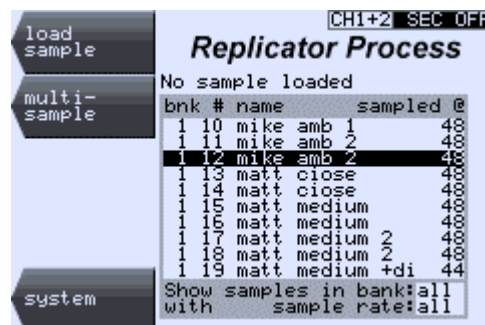 CH1+2 SEC OFF
load
sample
Replicator Process
No sample loaded
multi-
sample
bnk # name sampled @
1 10 mike amb 1 48
1 11 mike amb 2 48
1 12 mike amb 2 48
1 13 matt ciose 48
1 14 matt ciose 48
1 15 matt medium 48
1 16 matt medium 48
1 17 matt medium 2 48
1 18 matt medium 2 48
1 19 matt medium +di 44
Show samples in bank:all
with sample rate:all
system